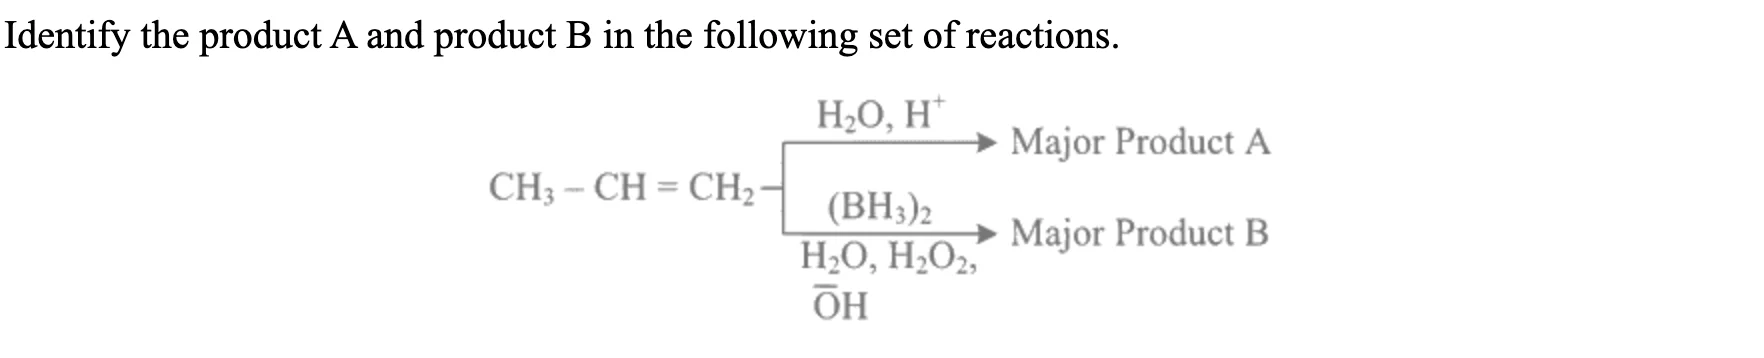 Identify the product A and product B in the following set of reactions.
H₂O, H⁺
Major Product A
CH₃ – CH = CH₂
(BH₃)₂
Major Product B
H₂O, H₂O₂,
O̅H